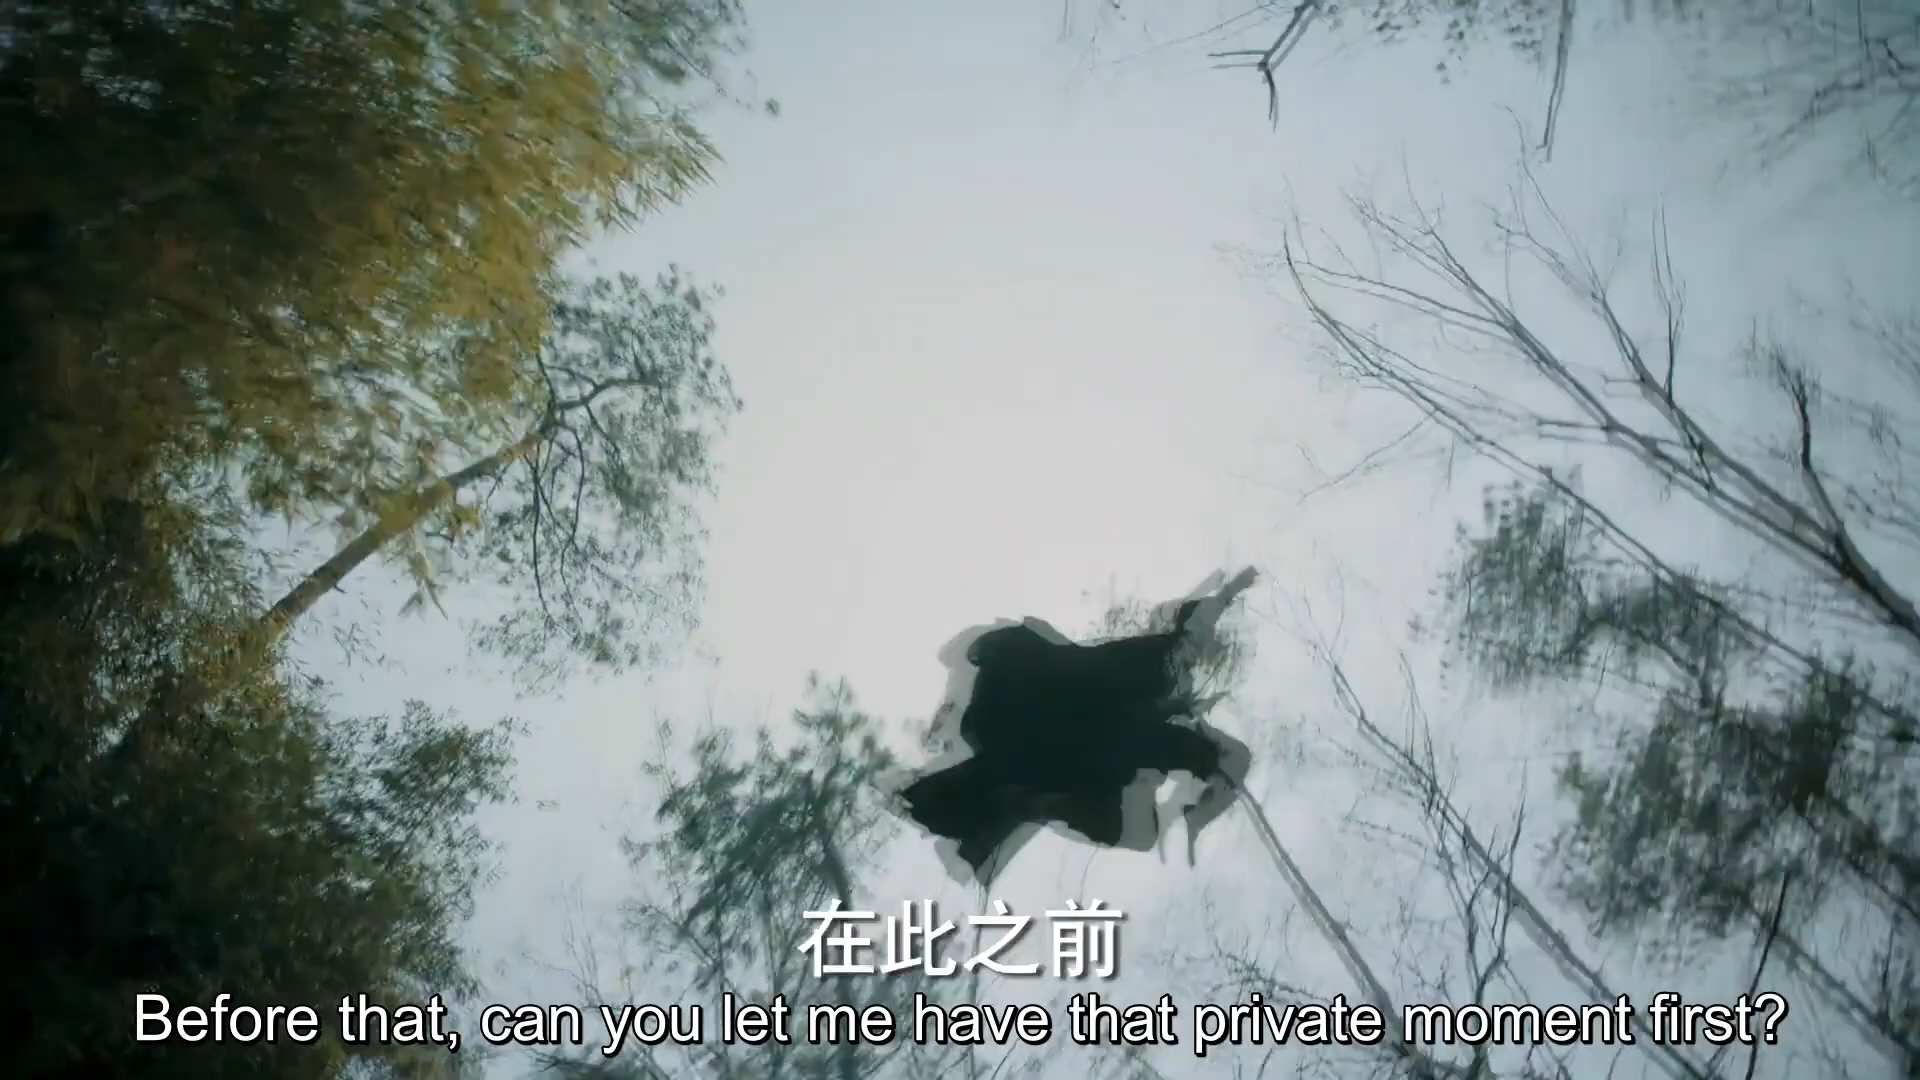 在此之前
Before that, can you let me have that private moment first?